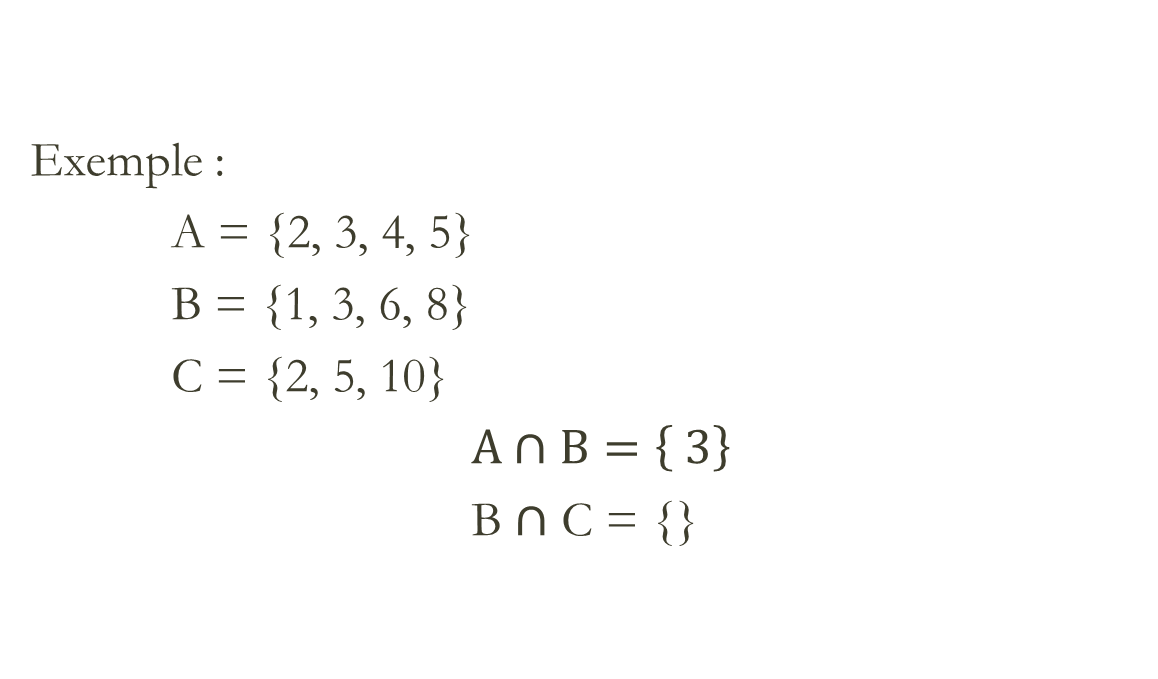 Exemple :
A = {2, 3, 4, 5}
B = {1, 3, 6, 8}
C = {2, 5, 10}
A ∩ B = { 3}
B ∩ C = {}